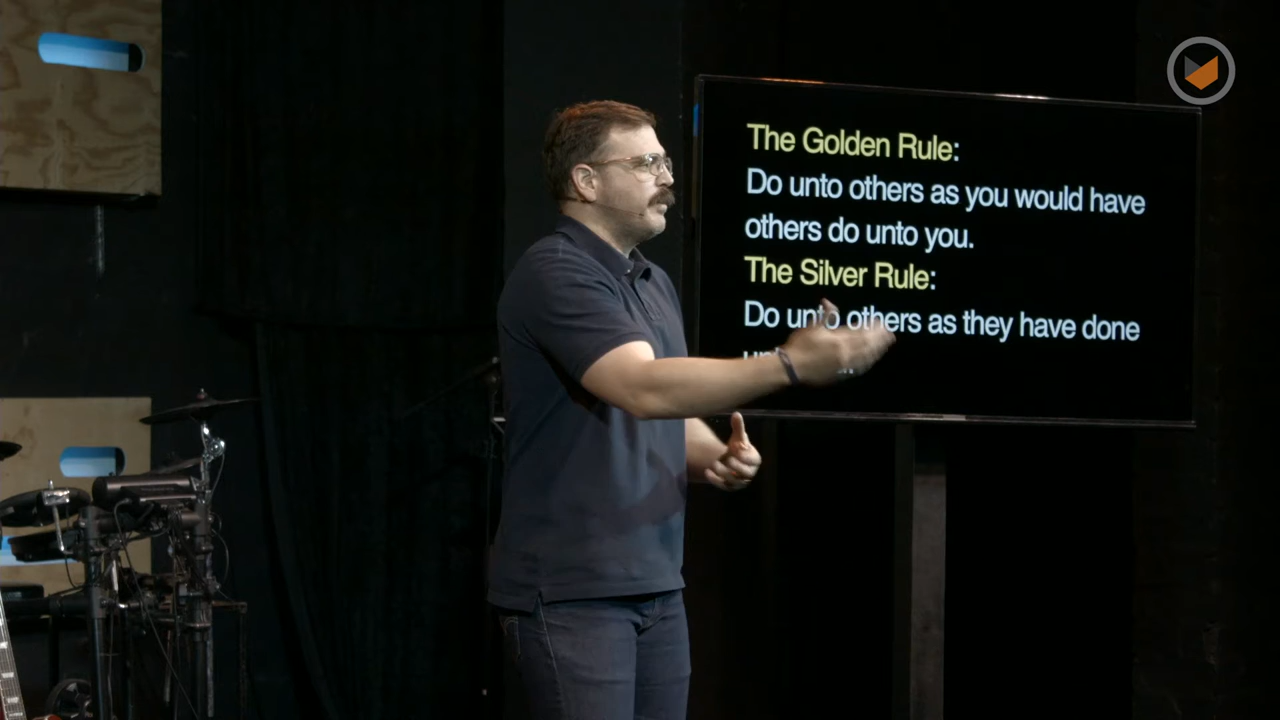 The Golden Rule:
Do unto others as you would have
others do unto you.
The Silver Rule:
Do unto others as they have done